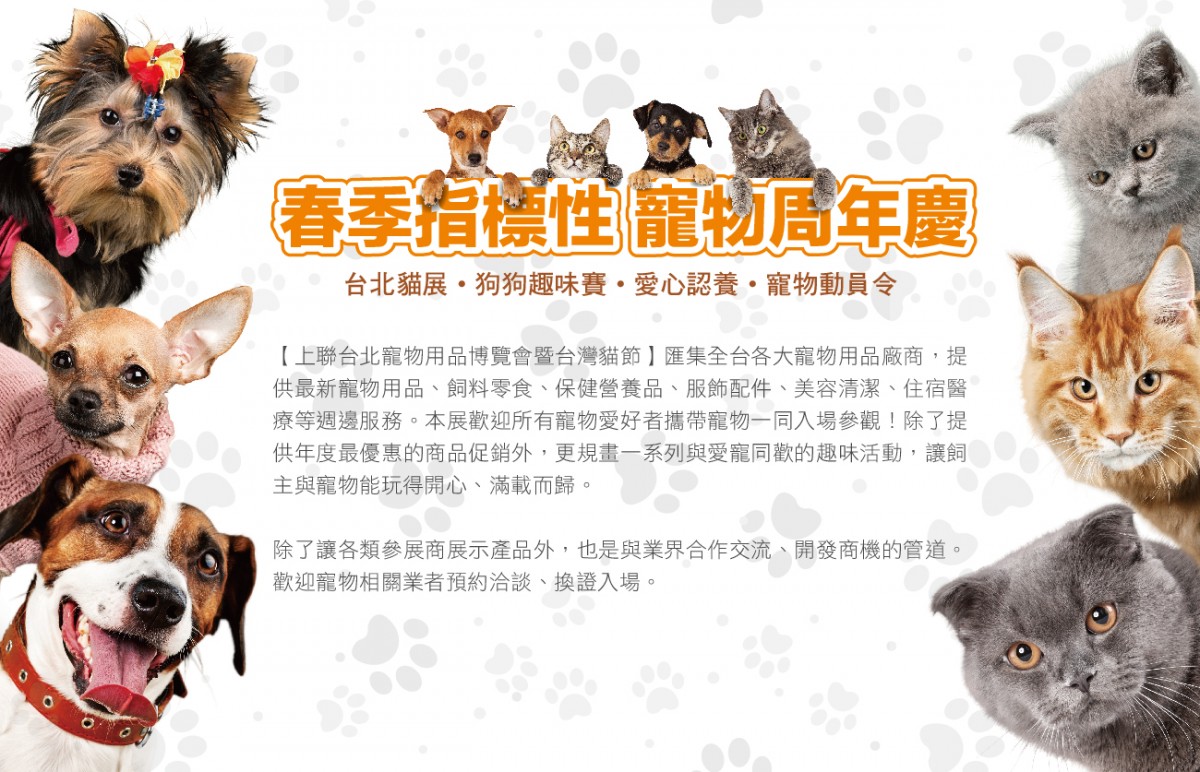 春季指標性 寵物周年慶
台北貓展•狗狗趣味賽•愛心認養•寵物動員令
【上聯台北寵物用品博覽會暨台灣貓節】匯集全台各大寵物用品廠商，提
供最新寵物用品、飼料零食、保健營養品、服飾配件、美容清潔、住宿醫
療等週邊服務。本展歡迎所有寵物愛好者攜帶寵物一同入場參觀！除了提
供年度最優惠的商品促銷外，更規畫一系列與愛寵同歡的趣味活動，讓飼
主與寵物能玩得開心、滿載而歸。
除了讓各類參展商展示產品外，也是與業界合作交流、開發商機的管道。
歡迎寵物相關業者預約洽談、換證入場。